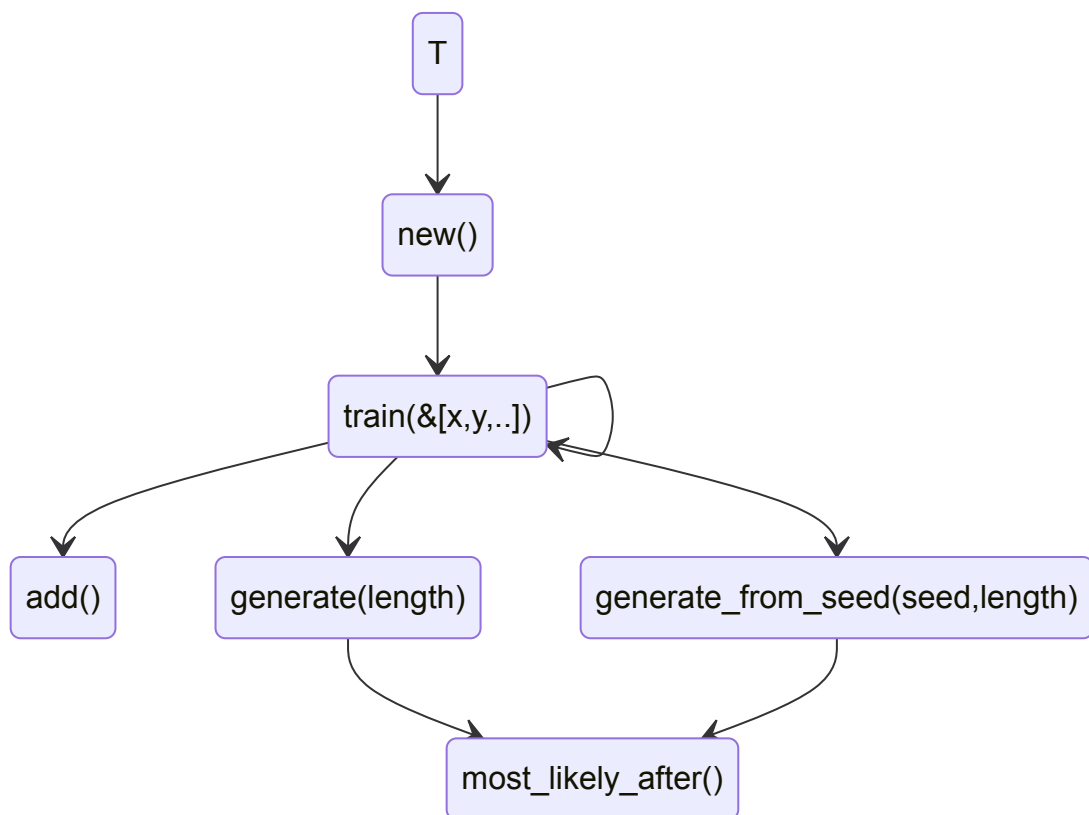 T
new()
train(&[x,y,..])
add()
generate(length)
generate_from_seed(seed,length)
most_likely_after()